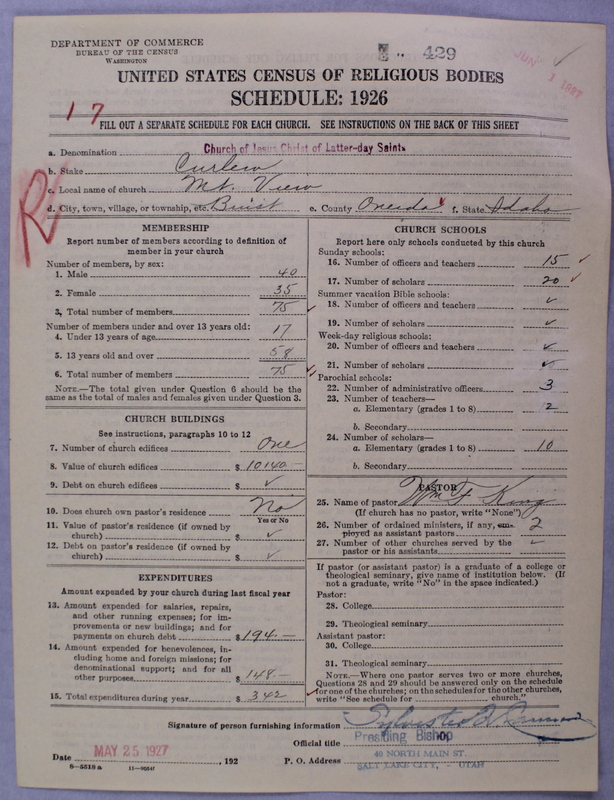 DEPARTMENT OF COMMERCE
BUREAU OF THE CENSUS
WASHINGTON
429
JUN 1 1927
UNITED STATES CENSUS OF RELIGIOUS BODIES
SCHEDULE: 1926
17
FILL OUT A SEPARATE SCHEDULE FOR EACH CHURCH. SEE INSTRUCTIONS ON THE BACK OF THIS SHEET
a. Denomination Church of Jesus Christ of Latter-day Saints
b. Stake Curlew
c. Local name of church Mt. View
d. City, town, village, or township, etc. Buist e. County Oneida f. State Idaho
R
MEMBERSHIP
Report number of members according to definition of member in your church
Number of members, by sex:
1. Male 40
2. Female 35
3. Total number of members 75 ✓
Number of members under and over 13 years old:
4. Under 13 years of age 17
5. 13 years old and over 58
6. Total number of members 75 ✓
NOTE.—The total given under Question 6 should be the
same as the total of males and females given under Question 3.
CHURCH BUILDINGS
See instructions, paragraphs 10 to 12
7. Number of church edifices One
8. Value of church edifices $ 10140.—
9. Debt on church edifices $ ✓
10. Does church own pastor's residence No
Yes or No
11. Value of pastor's residence (if owned by
church) $ ✓
12. Debt on pastor's residence (if owned by
church) $ ✓
EXPENDITURES
Amount expended by your church during last fiscal year
13. Amount expended for salaries, repairs,
and other running expenses; for im-
provements or new buildings; and for
payments on church debt $ 194.—
14. Amount expended for benevolences, in-
cluding home and foreign missions; for
denominational support; and for all
other purposes $ 148.—
15. Total expenditures during year $ 342
CHURCH SCHOOLS
Report here only schools conducted by this church
Sunday schools:
16. Number of officers and teachers 15 ✓
17. Number of scholars 20 ✓
Summer vacation Bible schools:
18. Number of officers and teachers ✓
19. Number of scholars ✓
Week-day religious schools:
20. Number of officers and teachers ✓
21. Number of scholars ✓
Parochial schools:
22. Number of administrative officers 3
23. Number of teachers—
a. Elementary (grades 1 to 8) 2
b. Secondary
24. Number of scholars—
a. Elementary (grades 1 to 8) 10
b. Secondary
PASTOR
25. Name of pastor Wm F. King
(If church has no pastor, write "None")
26. Number of ordained ministers, if any, em-
ployed as assistant pastors 2
27. Number of other churches served by the
pastor or his assistants ✓
If pastor (or assistant pastor) is a graduate of a college or
theological seminary, give name of institution below. (If
not a graduate, write "No" in the space indicated.)
Pastor:
28. College
29. Theological seminary
Assistant pastor:
30. College
31. Theological seminary
NOTE.—Where one pastor serves two or more churches,
Questions 28 and 29 should be answered only on the schedule
for one of the churches; on the schedules for the other churches,
write "See schedule for church."
Signature of person furnishing information Sylvester Q. Cannon
Official title Presiding Bishop
Date MAY 25 1927, 192 P. O. Address 40 NORTH MAIN ST.
SALT LAKE CITY, - UTAH
8-5518a